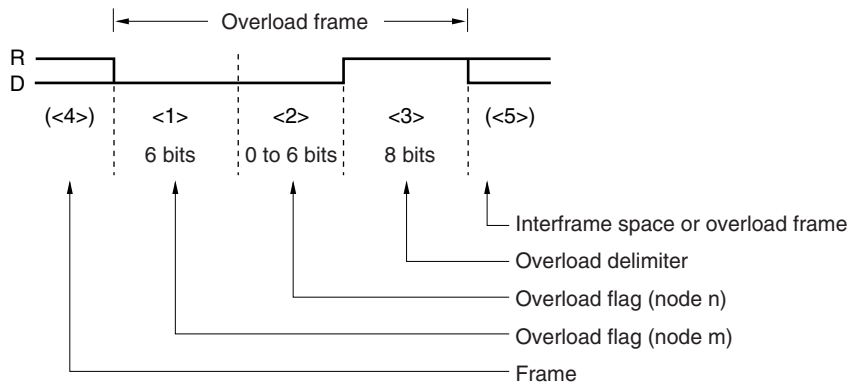 Overload frame
R
D
(<4>) <1> <2> <3> (<5>)
6 bits 0 to 6 bits 8 bits
Interframe space or overload frame
Overload delimiter
Overload flag (node n)
Overload flag (node m)
Frame